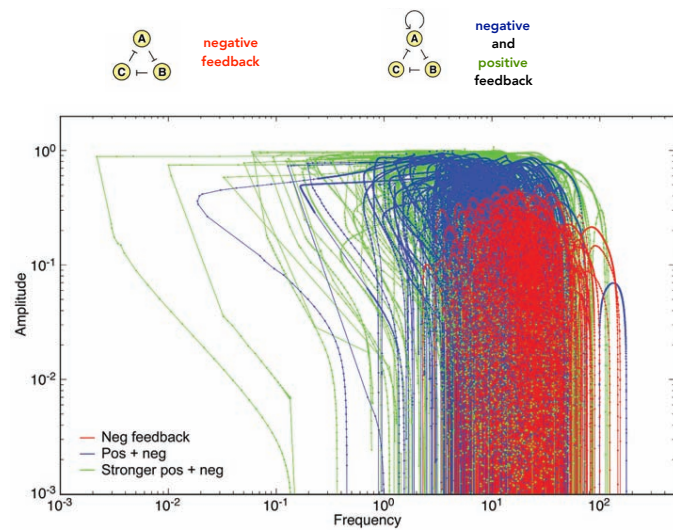 A
C B
negative
feedback
A
C B
negative
and
positive
feedback
10⁰
10⁻¹
10⁻²
10⁻³
Amplitude
Neg feedback
Pos + neg
Stronger pos + neg
10⁻³ 10⁻² 10⁻¹ 10⁰ 10¹ 10²
Frequency